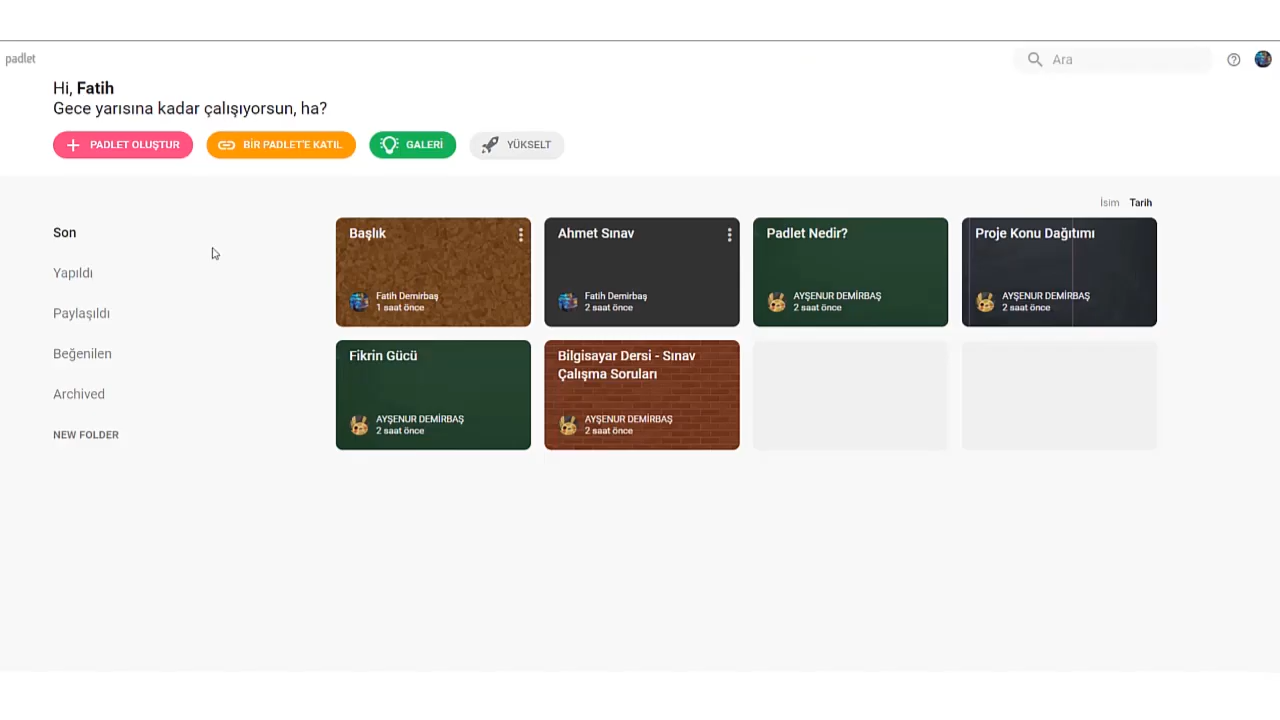 padlet
Ara
Hi, Fatih
Gece yarısına kadar çalışıyorsun, ha?
PADLET OLUŞTUR
BİR PADLET'E KATIL
GALERİ
YÜKSELT
İsim
Tarih
Son
Yapıldı
Paylaşıldı
Beğenilen
Archived
NEW FOLDER
Başlık
Fatih Demirbaş
1 saat önce
Ahmet Sınav
Fatih Demirbaş
2 saat önce
Padlet Nedir?
AYŞENUR DEMİRBAŞ
2 saat önce
Proje Konu Dağıtımı
AYŞENUR DEMİRBAŞ
2 saat önce
Fikrin Gücü
AYŞENUR DEMİRBAŞ
2 saat önce
Bilgisayar Dersi - Sınav
Çalışma Soruları
AYŞENUR DEMİRBAŞ
2 saat önce